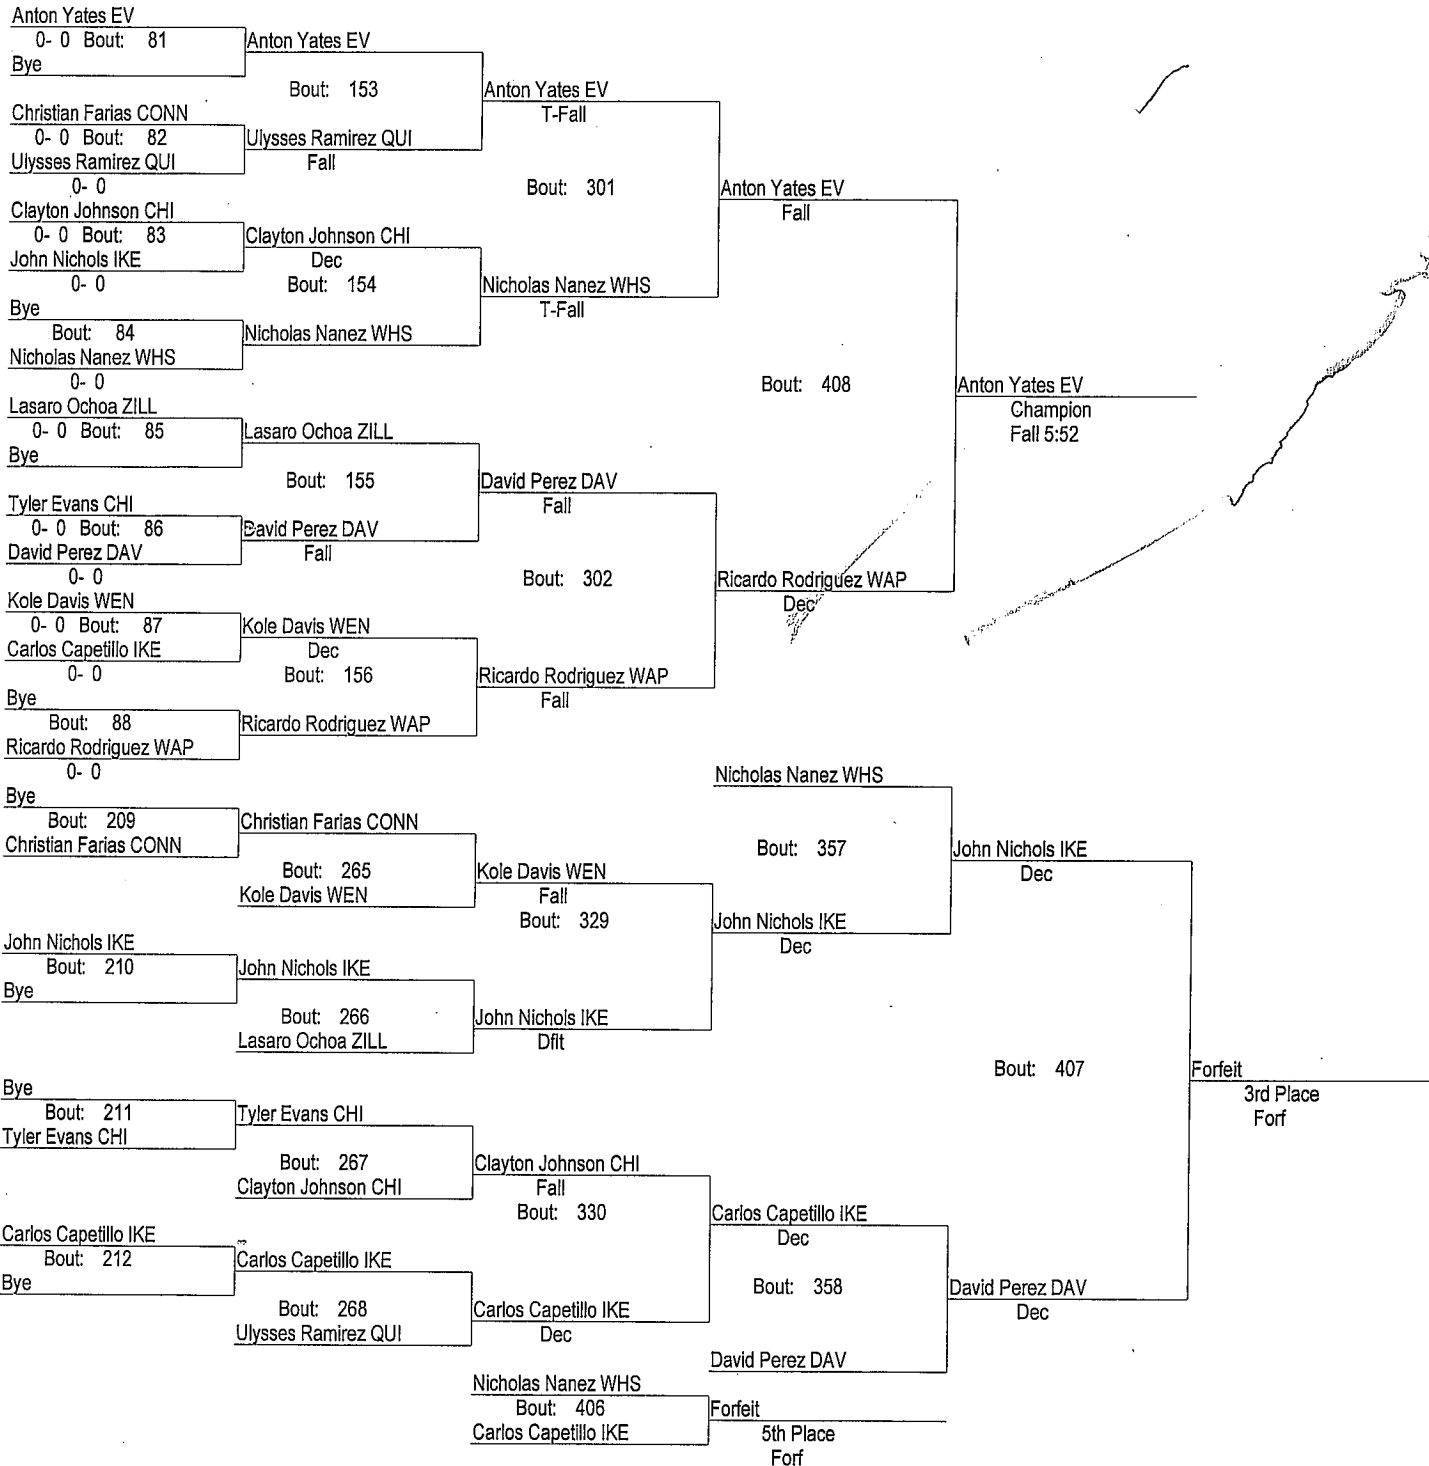 Anton Yates EV
0- 0 Bout: 81
Anton Yates EV
Bye
Bout: 153
Anton Yates EV
T-Fall
Christian Farias CONN
0- 0 Bout: 82
Ulysses Ramirez QUI
Ulysses Ramirez QUI
Fall
0- 0
Bout: 301
Anton Yates EV
Fall
Clayton Johnson CHI
0- 0 Bout: 83
Clayton Johnson CHI
John Nichols IKE
Dec
0- 0
Bout: 154
Nicholas Nanez WHS
T-Fall
Bye
Bout: 84
Nicholas Nanez WHS
Nicholas Nanez WHS
0- 0
Bout: 408
Anton Yates EV
Champion
Fall 5:52
Lasaro Ochoa ZILL
0- 0 Bout: 85
Lasaro Ochoa ZILL
Bye
Bout: 155
David Perez DAV
Fall
Tyler Evans CHI
0- 0 Bout: 86
David Perez DAV
David Perez DAV
Fall
0- 0
Bout: 302
Ricardo Rodriguez WAP
Dec
Kole Davis WEN
0- 0 Bout: 87
Kole Davis WEN
Carlos Capetillo IKE
Dec
0- 0
Bout: 156
Ricardo Rodriguez WAP
Fall
Bye
Bout: 88
Ricardo Rodriguez WAP
Ricardo Rodriguez WAP
0- 0
Nicholas Nanez WHS
Bye
Bout: 209
Christian Farias CONN
Christian Farias CONN
Bout: 357
John Nichols IKE
Dec
Bout: 265
Kole Davis WEN
Kole Davis WEN
Fall
Bout: 329
John Nichols IKE
Dec
John Nichols IKE
Bout: 210
John Nichols IKE
Bye
Bout: 266
John Nichols IKE
Lasaro Ochoa ZILL
Dflt
Bout: 407
Forfeit
3rd Place
Forf
Bye
Bout: 211
Tyler Evans CHI
Tyler Evans CHI
Bout: 267
Clayton Johnson CHI
Clayton Johnson CHI
Fall
Bout: 330
Carlos Capetillo IKE
Dec
Carlos Capetillo IKE
Bout: 212
Carlos Capetillo IKE
Bye
Bout: 358
David Perez DAV
Dec
Bout: 268
Carlos Capetillo IKE
Ulysses Ramirez QUI
Dec
David Perez DAV
Nicholas Nanez WHS
Bout: 406
Forfeit
Carlos Capetillo IKE
5th Place
Forf